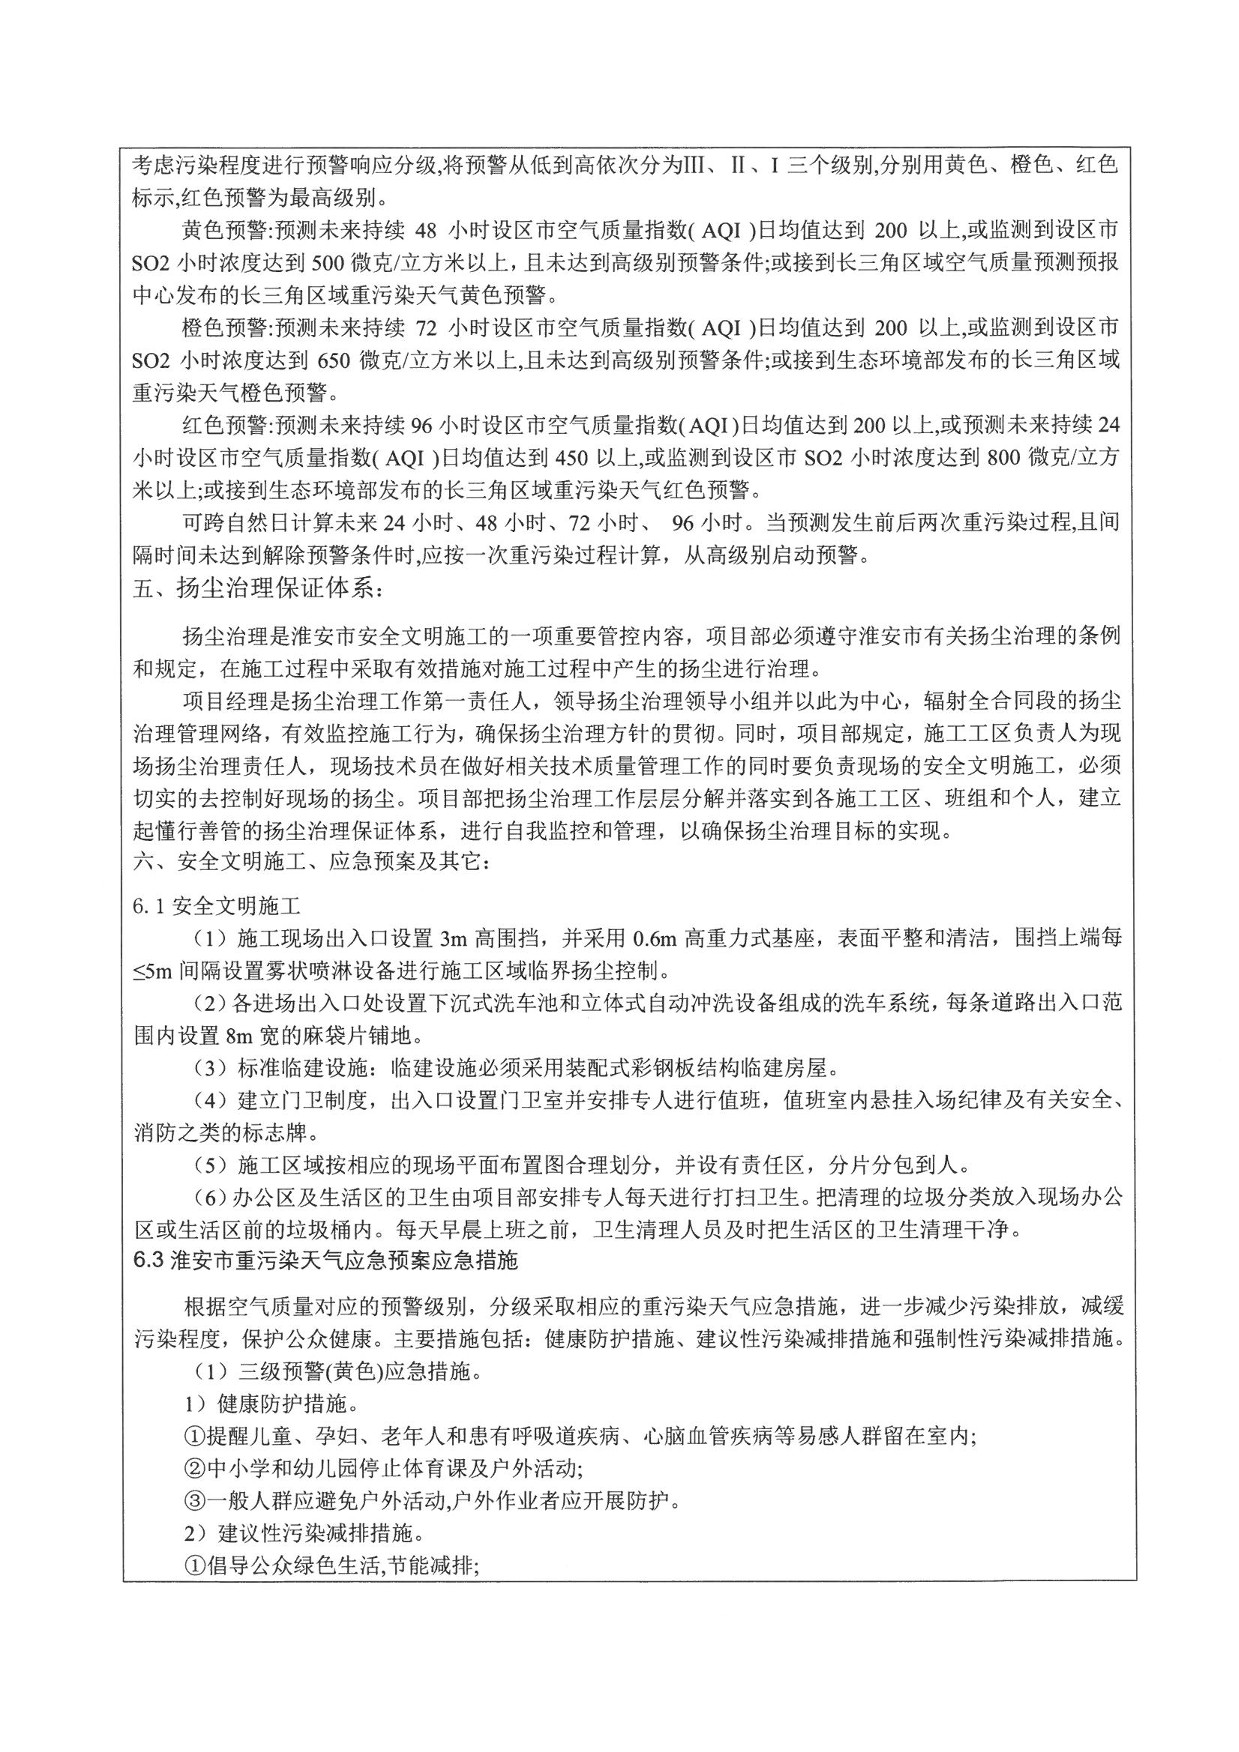 考虑污染程度进行预警响应分级,将预警从低到高依次分为III、II、I 三个级别,分别用黄色、橙色、红色
标示,红色预警为最高级别。
黄色预警:预测未来持续 48 小时设区市空气质量指数( AQI )日均值达到 200 以上,或监测到设区市
SO2 小时浓度达到 500 微克/立方米以上，且未达到高级别预警条件;或接到长三角区域空气质量预测预报
中心发布的长三角区域重污染天气黄色预警。
橙色预警:预测未来持续 72 小时设区市空气质量指数( AQI )日均值达到 200 以上,或监测到设区市
SO2 小时浓度达到 650 微克/立方米以上,且未达到高级别预警条件;或接到生态环境部发布的长三角区域
重污染天气橙色预警。
红色预警:预测未来持续 96 小时设区市空气质量指数( AQI )日均值达到 200 以上,或预测未来持续 24
小时设区市空气质量指数( AQI )日均值达到 450 以上,或监测到设区市 SO2 小时浓度达到 800 微克/立方
米以上;或接到生态环境部发布的长三角区域重污染天气红色预警。
可跨自然日计算未来 24 小时、48 小时、72 小时、 96 小时。当预测发生前后两次重污染过程,且间
隔时间未达到解除预警条件时,应按一次重污染过程计算，从高级别启动预警。
五、扬尘治理保证体系：
扬尘治理是淮安市安全文明施工的一项重要管控内容，项目部必须遵守淮安市有关扬尘治理的条例
和规定，在施工过程中采取有效措施对施工过程中产生的扬尘进行治理。
项目经理是扬尘治理工作第一责任人，领导扬尘治理领导小组并以此为中心，辐射全合同段的扬尘
治理管理网络，有效监控施工行为，确保扬尘治理方针的贯彻。同时，项目部规定，施工工区负责人为现
场扬尘治理责任人，现场技术员在做好相关技术质量管理工作的同时要负责现场的安全文明施工，必须
切实的去控制好现场的扬尘。项目部把扬尘治理工作层层分解并落实到各施工工区、班组和个人，建立
起懂行善管的扬尘治理保证体系，进行自我监控和管理，以确保扬尘治理目标的实现。
六、安全文明施工、应急预案及其它：
6.1 安全文明施工
（1）施工现场出入口设置 3m 高围挡，并采用 0.6m 高重力式基座，表面平整和清洁，围挡上端每
≤5m 间隔设置雾状喷淋设备进行施工区域临界扬尘控制。
（2）各进场出入口处设置下沉式洗车池和立体式自动冲洗设备组成的洗车系统，每条道路出入口范
围内设置 8m 宽的麻袋片铺地。
（3）标准临建设施：临建设施必须采用装配式彩钢板结构临建房屋。
（4）建立门卫制度，出入口设置门卫室并安排专人进行值班，值班室内悬挂入场纪律及有关安全、
消防之类的标志牌。
（5）施工区域按相应的现场平面布置图合理划分，并设有责任区，分片分包到人。
（6）办公区及生活区的卫生由项目部安排专人每天进行打扫卫生。把清理的垃圾分类放入现场办公
区或生活区前的垃圾桶内。每天早晨上班之前，卫生清理人员及时把生活区的卫生清理干净。
6.3 淮安市重污染天气应急预案应急措施
根据空气质量对应的预警级别，分级采取相应的重污染天气应急措施，进一步减少污染排放，减缓
污染程度，保护公众健康。主要措施包括：健康防护措施、建议性污染减排措施和强制性污染减排措施。
（1）三级预警(黄色)应急措施。
1）健康防护措施。
①提醒儿童、孕妇、老年人和患有呼吸道疾病、心脑血管疾病等易感人群留在室内;
②中小学和幼儿园停止体育课及户外活动;
③一般人群应避免户外活动,户外作业者应开展防护。
2）建议性污染减排措施。
①倡导公众绿色生活,节能减排;